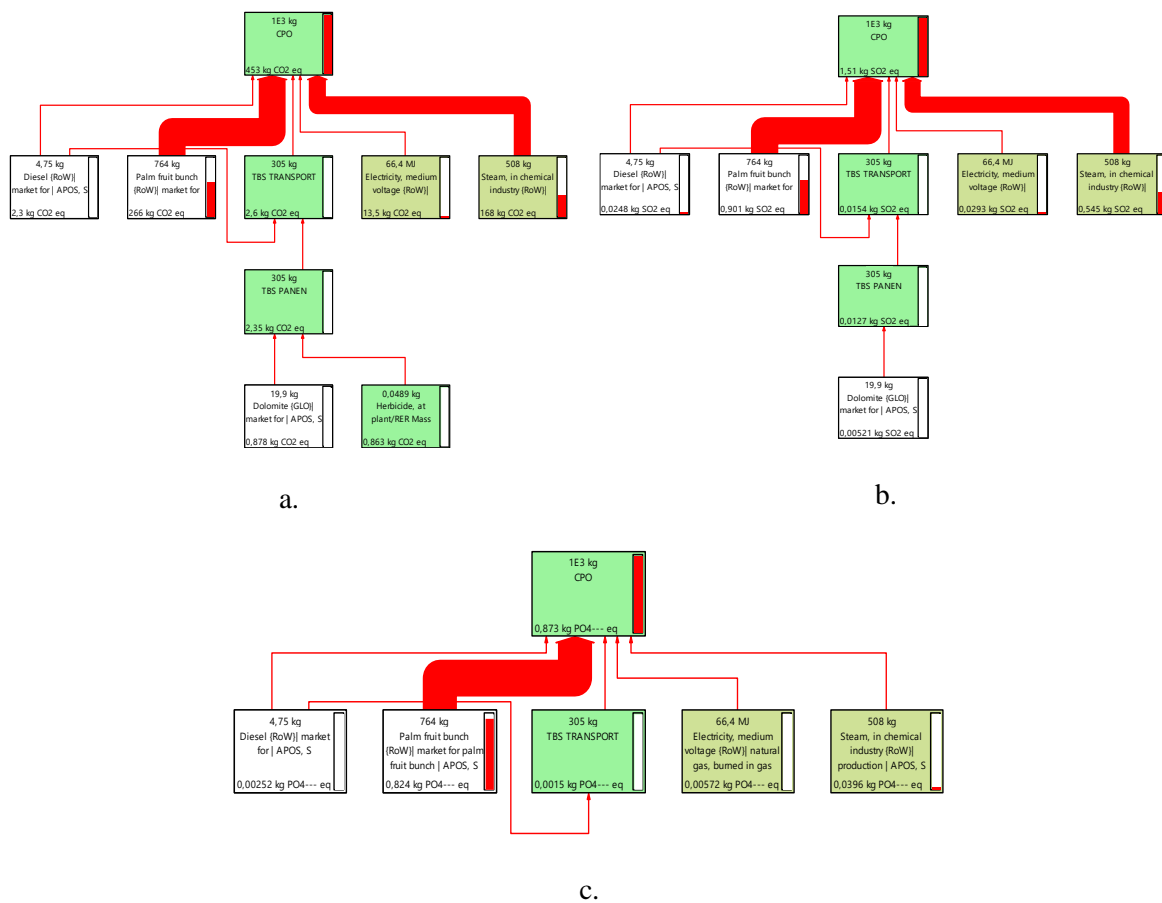 1E3 kg
CPO
453 kg CO2 eq
4,75 kg
Diesel {RoW}|
market for | APOS, S
2,3 kg CO2 eq
764 kg
Palm fruit bunch
{RoW}| market for
266 kg CO2 eq
305 kg
TBS TRANSPORT
2,6 kg CO2 eq
66,4 MJ
Electricity, medium
voltage {RoW}|
13,5 kg CO2 eq
508 kg
Steam, in chemical
industry {RoW}|
168 kg CO2 eq
305 kg
TBS PANEN
2,35 kg CO2 eq
19,9 kg
Dolomite {GLO}|
market for | APOS, S
0,878 kg CO2 eq
0,0489 kg
Herbicide, at
plant/RER Mass
0,863 kg CO2 eq
a.
1E3 kg
CPO
1,51 kg SO2 eq
4,75 kg
Diesel {RoW}|
market for | APOS, S
0,0248 kg SO2 eq
764 kg
Palm fruit bunch
{RoW}| market for
0,901 kg SO2 eq
305 kg
TBS TRANSPORT
0,0154 kg SO2 eq
66,4 MJ
Electricity, medium
voltage {RoW}|
0,0293 kg SO2 eq
508 kg
Steam, in chemical
industry {RoW}|
0,545 kg SO2 eq
305 kg
TBS PANEN
0,0127 kg SO2 eq
19,9 kg
Dolomite {GLO}|
market for | APOS, S
0,00521 kg SO2 eq
b.
1E3 kg
CPO
0,873 kg PO4--- eq
4,75 kg
Diesel {RoW}| market
for | APOS, S
0,00252 kg PO4--- eq
764 kg
Palm fruit bunch
{RoW}| market for palm
fruit bunch | APOS, S
0,824 kg PO4--- eq
305 kg
TBS TRANSPORT
0,0015 kg PO4--- eq
66,4 MJ
Electricity, medium
voltage {RoW}| natural
gas, burned in gas
0,00572 kg PO4--- eq
508 kg
Steam, in chemical
industry {RoW}|
production | APOS, S
0,0396 kg PO4--- eq
c.